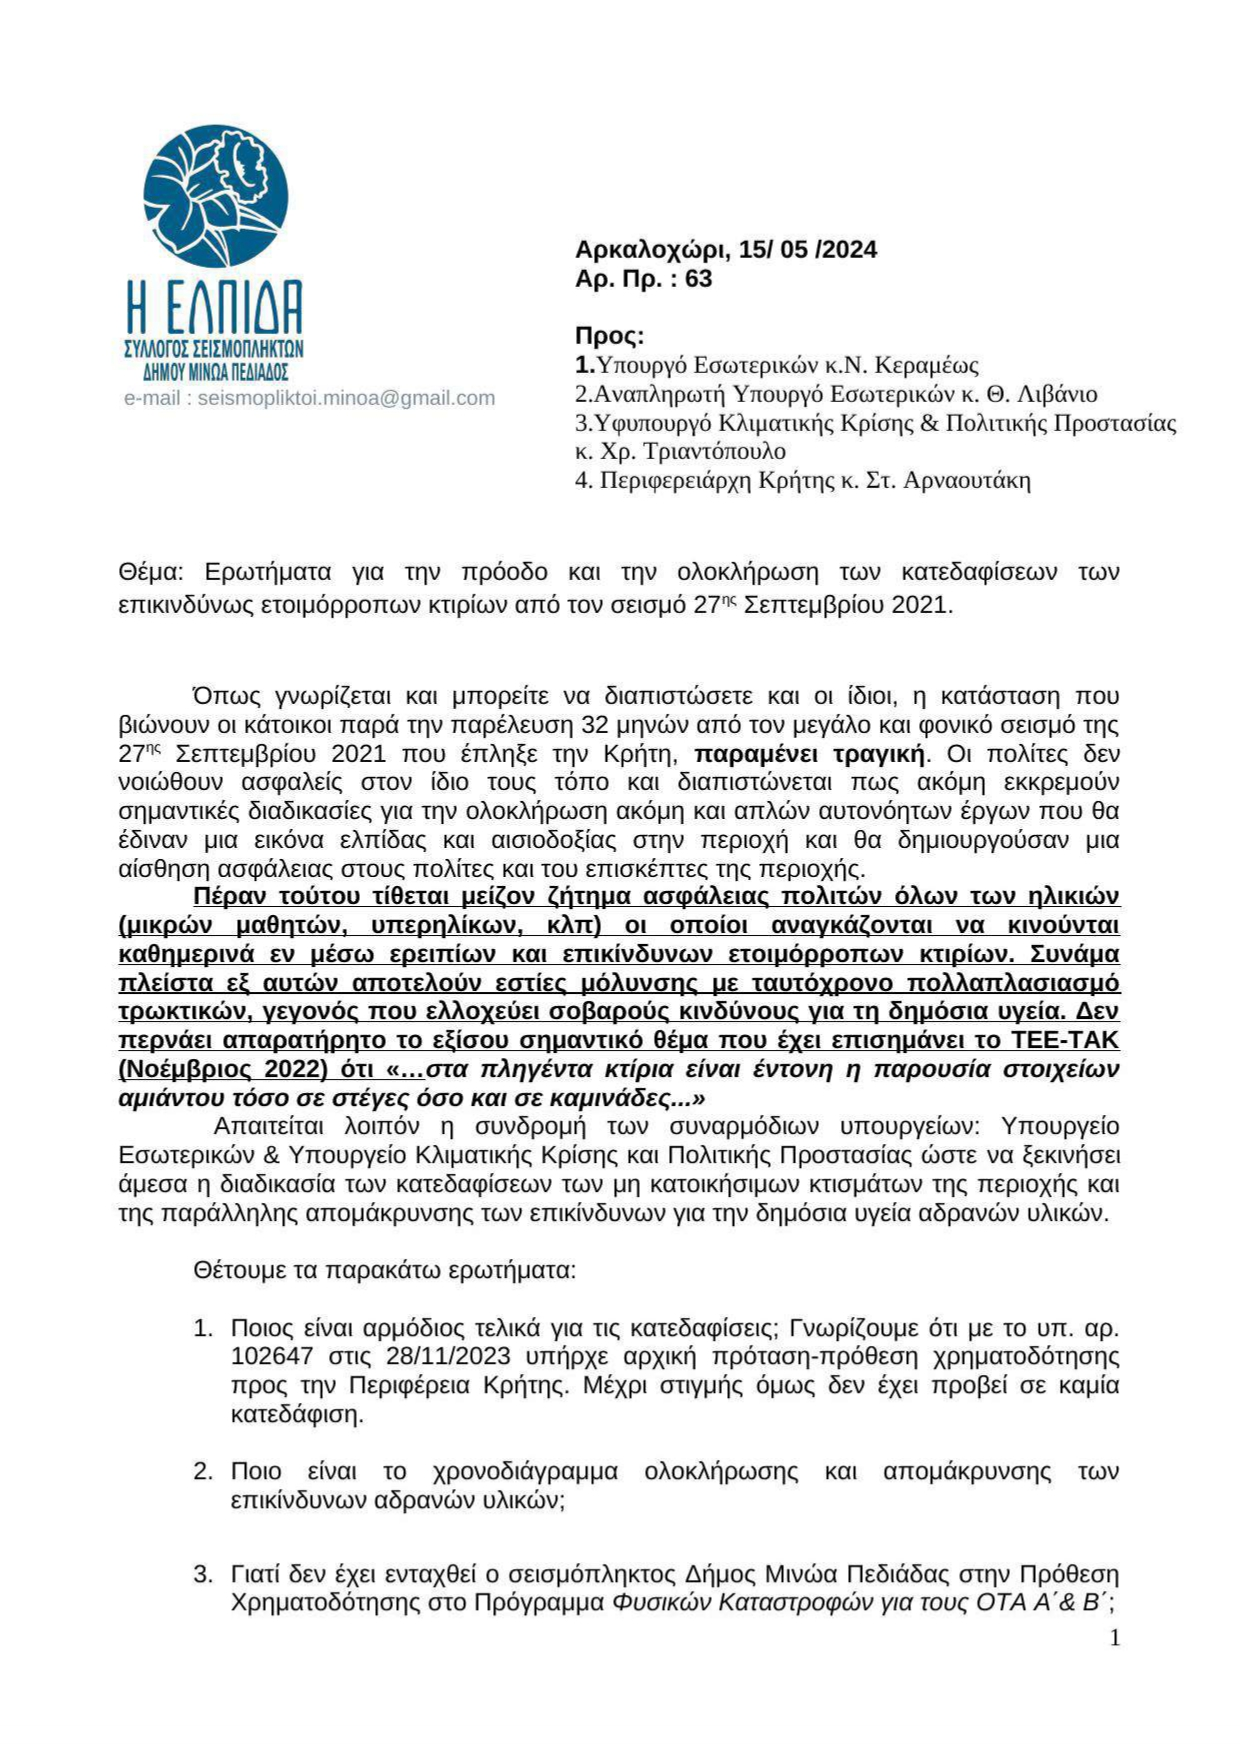 Η ΕΛΠΙΔΑ
ΣΥΛΛΟΓΟΣ ΣΕΙΣΜΟΠΛΗΚΤΩΝ
ΔΗΜΟΥ ΜΙΝΩΑ ΠΕΔΙΑΔΟΣ
e-mail : seismopliktoi.minoa@gmail.com
Αρκαλοχώρι, 15/ 05 /2024
Αρ. Πρ. : 63
Προς:
1.Υπουργό Εσωτερικών κ.Ν. Κεραμέως
2.Αναπληρωτή Υπουργό Εσωτερικών κ. Θ. Λιβάνιο
3.Υφυπουργό Κλιματικής Κρίσης & Πολιτικής Προστασίας
κ. Χρ. Τριαντόπουλο
4. Περιφερειάρχη Κρήτης κ. Στ. Αρναουτάκη
Θέμα: Ερωτήματα για την πρόοδο και την ολοκλήρωση των κατεδαφίσεων των
επικινδύνως ετοιμόρροπων κτιρίων από τον σεισμό 27ης Σεπτεμβρίου 2021.
Όπως γνωρίζεται και μπορείτε να διαπιστώσετε και οι ίδιοι, η κατάσταση που
βιώνουν οι κάτοικοι παρά την παρέλευση 32 μηνών από τον μεγάλο και φονικό σεισμό της
27ης Σεπτεμβρίου 2021 που έπληξε την Κρήτη, παραμένει τραγική. Οι πολίτες δεν
νοιώθουν ασφαλείς στον ίδιο τους τόπο και διαπιστώνεται πως ακόμη εκκρεμούν
σημαντικές διαδικασίες για την ολοκλήρωση ακόμη και απλών αυτονόητων έργων που θα
έδιναν μια εικόνα ελπίδας και αισιοδοξίας στην περιοχή και θα δημιουργούσαν μια
αίσθηση ασφάλειας στους πολίτες και του επισκέπτες της περιοχής.
Πέραν τούτου τίθεται μείζον ζήτημα ασφάλειας πολιτών όλων των ηλικιών
(μικρών μαθητών, υπερηλίκων, κλπ) οι οποίοι αναγκάζονται να κινούνται
καθημερινά εν μέσω ερειπίων και επικίνδυνων ετοιμόρροπων κτιρίων. Συνάμα
πλείστα εξ αυτών αποτελούν εστίες μόλυνσης με ταυτόχρονο πολλαπλασιασμό
τρωκτικών, γεγονός που ελλοχεύει σοβαρούς κινδύνους για τη δημόσια υγεία. Δεν
περνάει απαρατήρητο το εξίσου σημαντικό θέμα που έχει επισημάνει το ΤΕΕ-ΤΑΚ
(Νοέμβριος 2022) ότι «…στα πληγέντα κτίρια είναι έντονη η παρουσία στοιχείων
αμιάντου τόσο σε στέγες όσο και σε καμινάδες...»
Απαιτείται λοιπόν η συνδρομή των συναρμόδιων υπουργείων: Υπουργείο
Εσωτερικών & Υπουργείο Κλιματικής Κρίσης και Πολιτικής Προστασίας ώστε να ξεκινήσει
άμεσα η διαδικασία των κατεδαφίσεων των μη κατοικήσιμων κτισμάτων της περιοχής και
της παράλληλης απομάκρυνσης των επικίνδυνων για την δημόσια υγεία αδρανών υλικών.
Θέτουμε τα παρακάτω ερωτήματα:
1. Ποιος είναι αρμόδιος τελικά για τις κατεδαφίσεις; Γνωρίζουμε ότι με το υπ. αρ.
102647 στις 28/11/2023 υπήρχε αρχική πρόταση-πρόθεση χρηματοδότησης
προς την Περιφέρεια Κρήτης. Μέχρι στιγμής όμως δεν έχει προβεί σε καμία
κατεδάφιση.
2. Ποιο είναι το χρονοδιάγραμμα ολοκλήρωσης και απομάκρυνσης των
επικίνδυνων αδρανών υλικών;
3. Γιατί δεν έχει ενταχθεί ο σεισμόπληκτος Δήμος Μινώα Πεδιάδας στην Πρόθεση
Χρηματοδότησης στο Πρόγραμμα Φυσικών Καταστροφών για τους ΟΤΑ Α΄& Β΄;
1